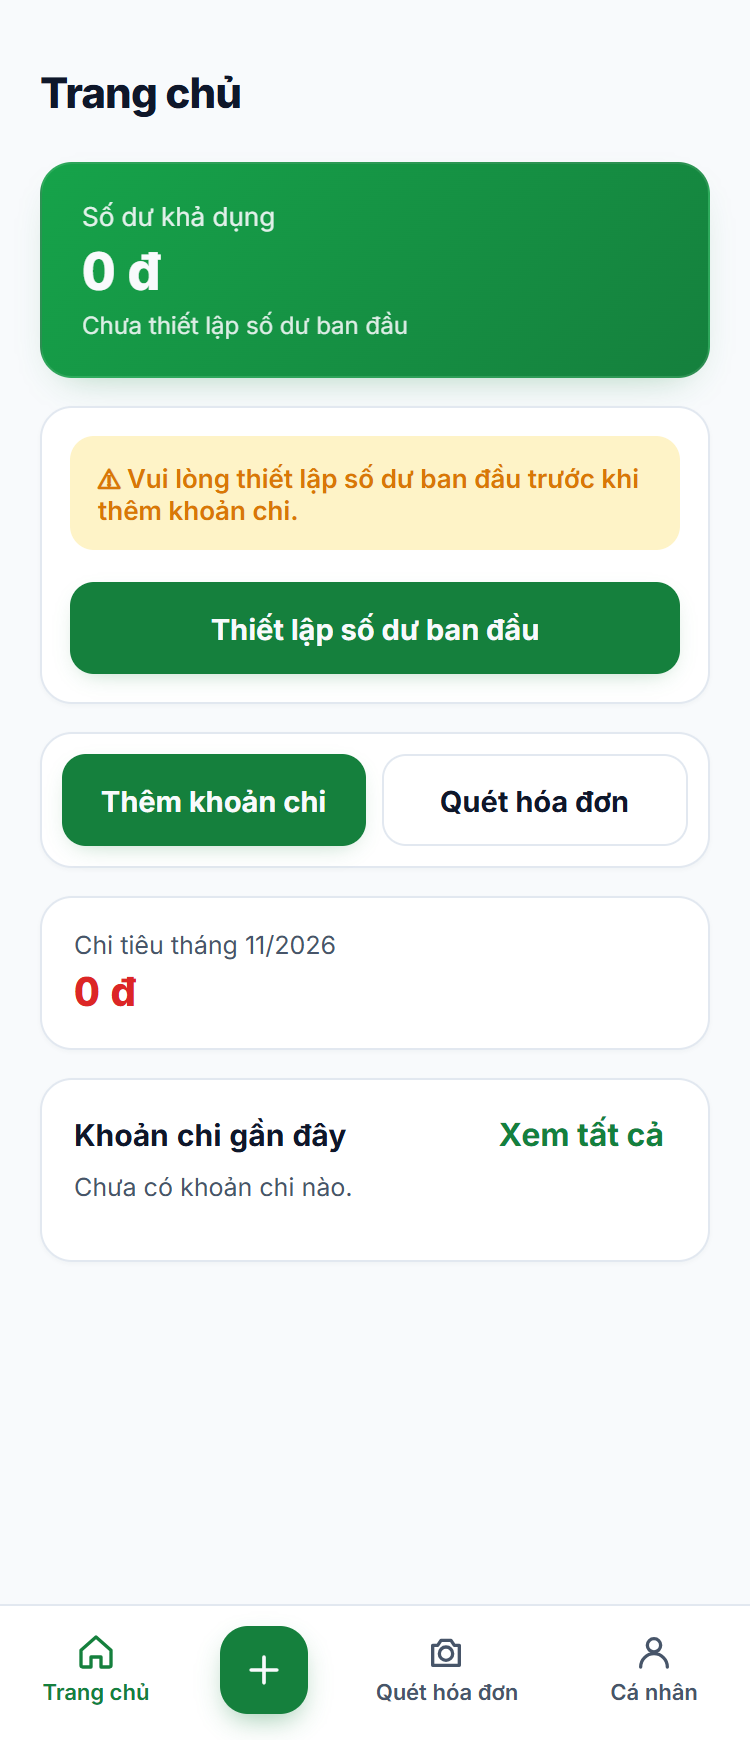 Trang chủ
Số dư khả dụng
0 đ
Chưa thiết lập số dư ban đầu
⚠ Vui lòng thiết lập số dư ban đầu trước khi
thêm khoản chi.
Thiết lập số dư ban đầu
Thêm khoản chi
Quét hóa đơn
Chi tiêu tháng 11/2026
0 đ
Khoản chi gần đây
Xem tất cả
Chưa có khoản chi nào.
Trang chủ
Quét hóa đơn
Cá nhân